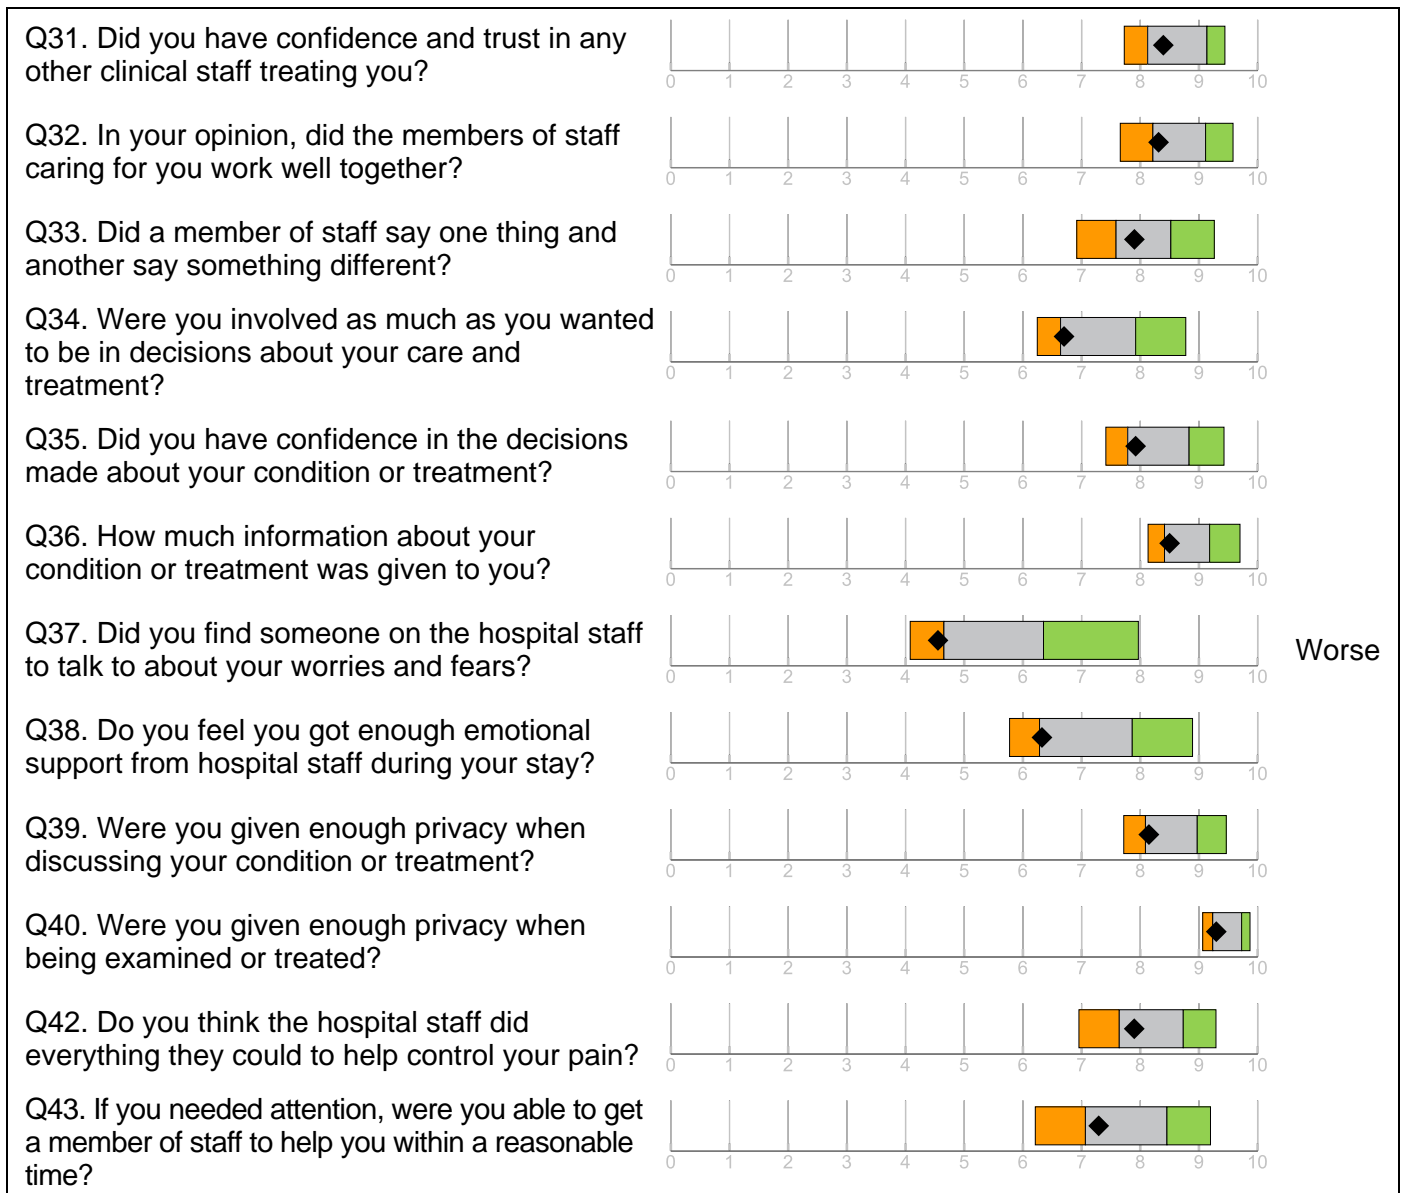 Q31. Did you have confidence and trust in any
other clinical staff treating you?
0 1 2 3 4 5 6 7 8 9 10
Q32. In your opinion, did the members of staff
caring for you work well together?
0 1 2 3 4 5 6 7 8 9 10
Q33. Did a member of staff say one thing and
another say something different?
0 1 2 3 4 5 6 7 8 9 10
Q34. Were you involved as much as you wanted
to be in decisions about your care and
treatment?
0 1 2 3 4 5 6 7 8 9 10
Q35. Did you have confidence in the decisions
made about your condition or treatment?
0 1 2 3 4 5 6 7 8 9 10
Q36. How much information about your
condition or treatment was given to you?
0 1 2 3 4 5 6 7 8 9 10
Q37. Did you find someone on the hospital staff
to talk to about your worries and fears?
0 1 2 3 4 5 6 7 8 9 10
Worse
Q38. Do you feel you got enough emotional
support from hospital staff during your stay?
0 1 2 3 4 5 6 7 8 9 10
Q39. Were you given enough privacy when
discussing your condition or treatment?
0 1 2 3 4 5 6 7 8 9 10
Q40. Were you given enough privacy when
being examined or treated?
0 1 2 3 4 5 6 7 8 9 10
Q42. Do you think the hospital staff did
everything they could to help control your pain?
0 1 2 3 4 5 6 7 8 9 10
Q43. If you needed attention, were you able to get
a member of staff to help you within a reasonable
time?
0 1 2 3 4 5 6 7 8 9 10